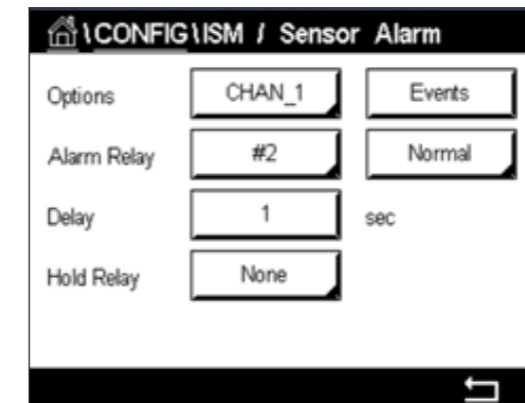 \CONFIG\ISM / Sensor Alarm
Options CHAN_1 Events
Alarm Relay #2 Normal
Delay 1 sec
Hold Relay None